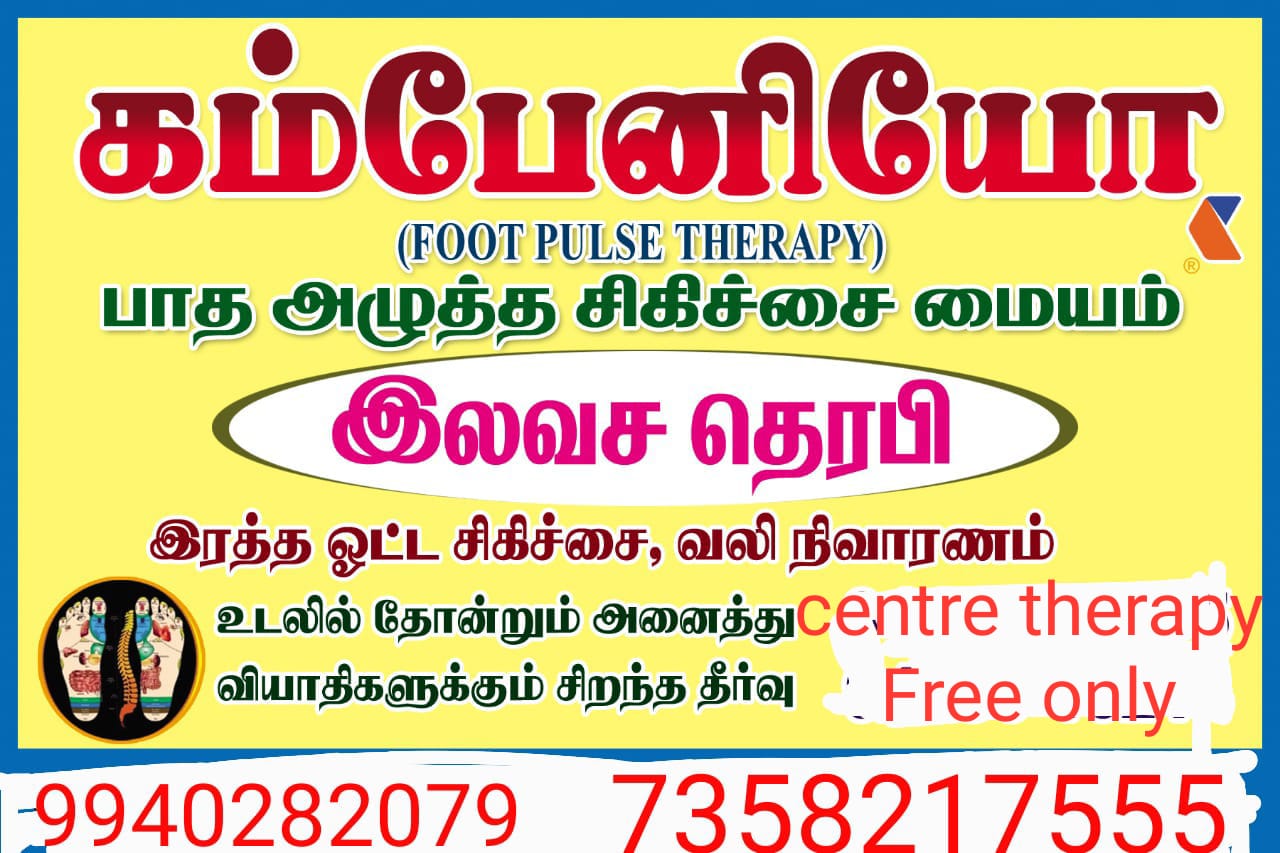 கம்பேனியோ
®
(FOOT PULSE THERAPY)
பாத அழுத்த சிகிச்சை மையம்
இலவச தெரபி
இரத்த ஓட்ட சிகிச்சை, வலி நிவாரணம்
உடலில் தோன்றும் அனைத்து
வியாதிகளுக்கும் சிறந்த தீர்வு
centre therapy
Free only
9940282079 7358217555